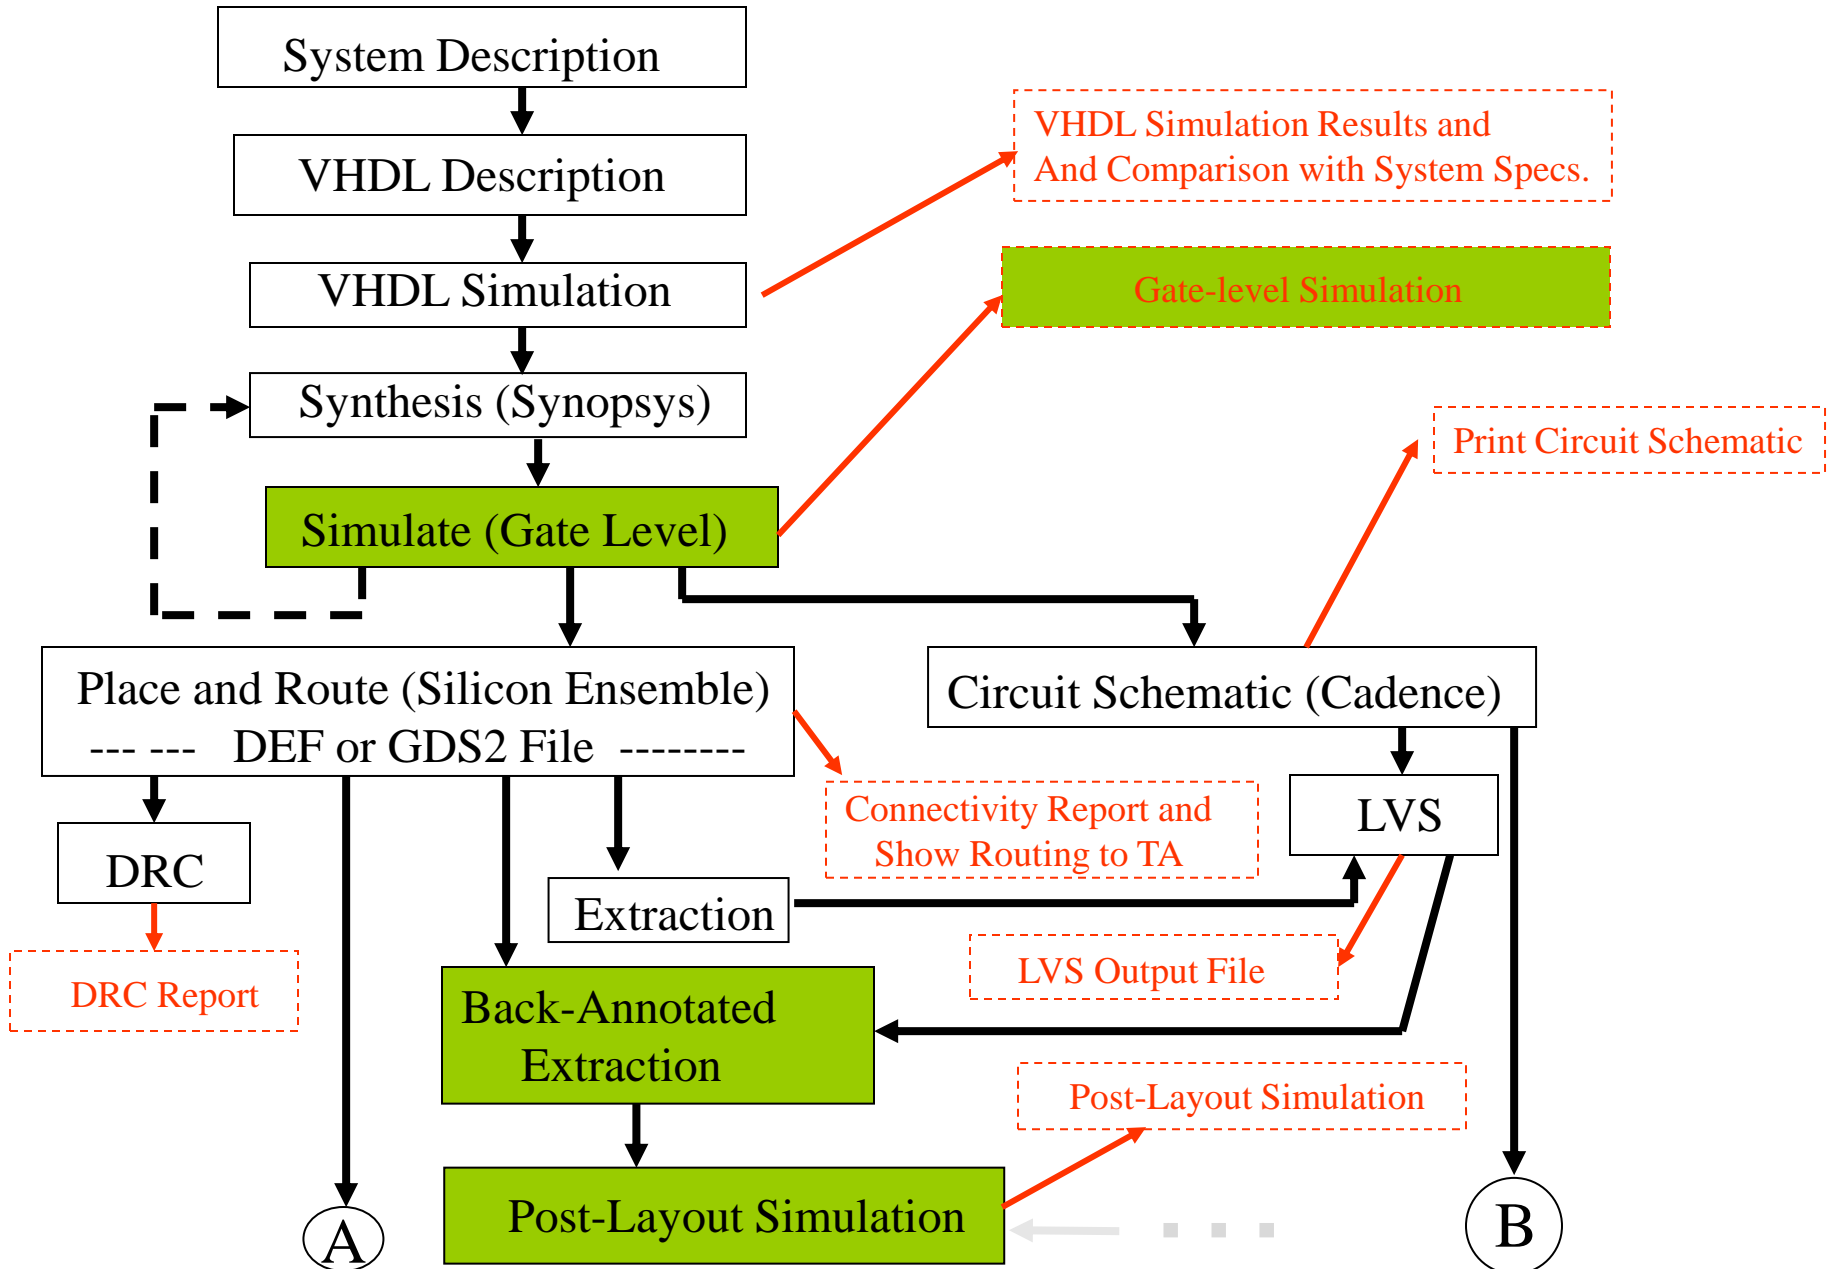 System Description
VHDL Description
VHDL Simulation Results and
And Comparison with System Specs.
VHDL Simulation
Gate-level Simulation
Synthesis (Synopsys)
Print Circuit Schematic
Simulate (Gate Level)
Place and Route (Silicon Ensemble)
--- --- DEF or GDS2 File --------
Circuit Schematic (Cadence)
Connectivity Report and
Show Routing to TA
LVS
DRC
Extraction
DRC Report
LVS Output File
Back-Annotated
Extraction
Post-Layout Simulation
Post-Layout Simulation
A
B